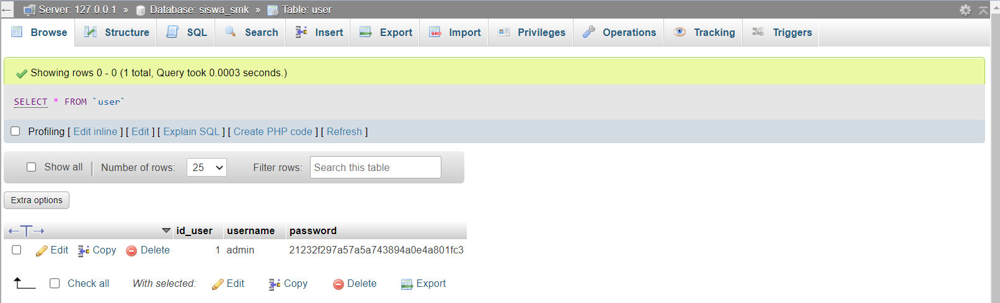 Server: 127.0.0.1 » Database: siswa_smk » Table: user
Browse Structure SQL Search Insert Export Import Privileges Operations Tracking Triggers
Showing rows 0 - 0 (1 total, Query took 0.0003 seconds.)
SELECT * FROM `user`
Profiling [ Edit inline ] [ Edit ] [ Explain SQL ] [ Create PHP code ] [ Refresh ]
Show all Number of rows: 25 Filter rows: Search this table
Extra options
id_user username password
Edit Copy Delete 1 admin 21232f297a57a5a743894a0e4a801fc3
Check all With selected: Edit Copy Delete Export